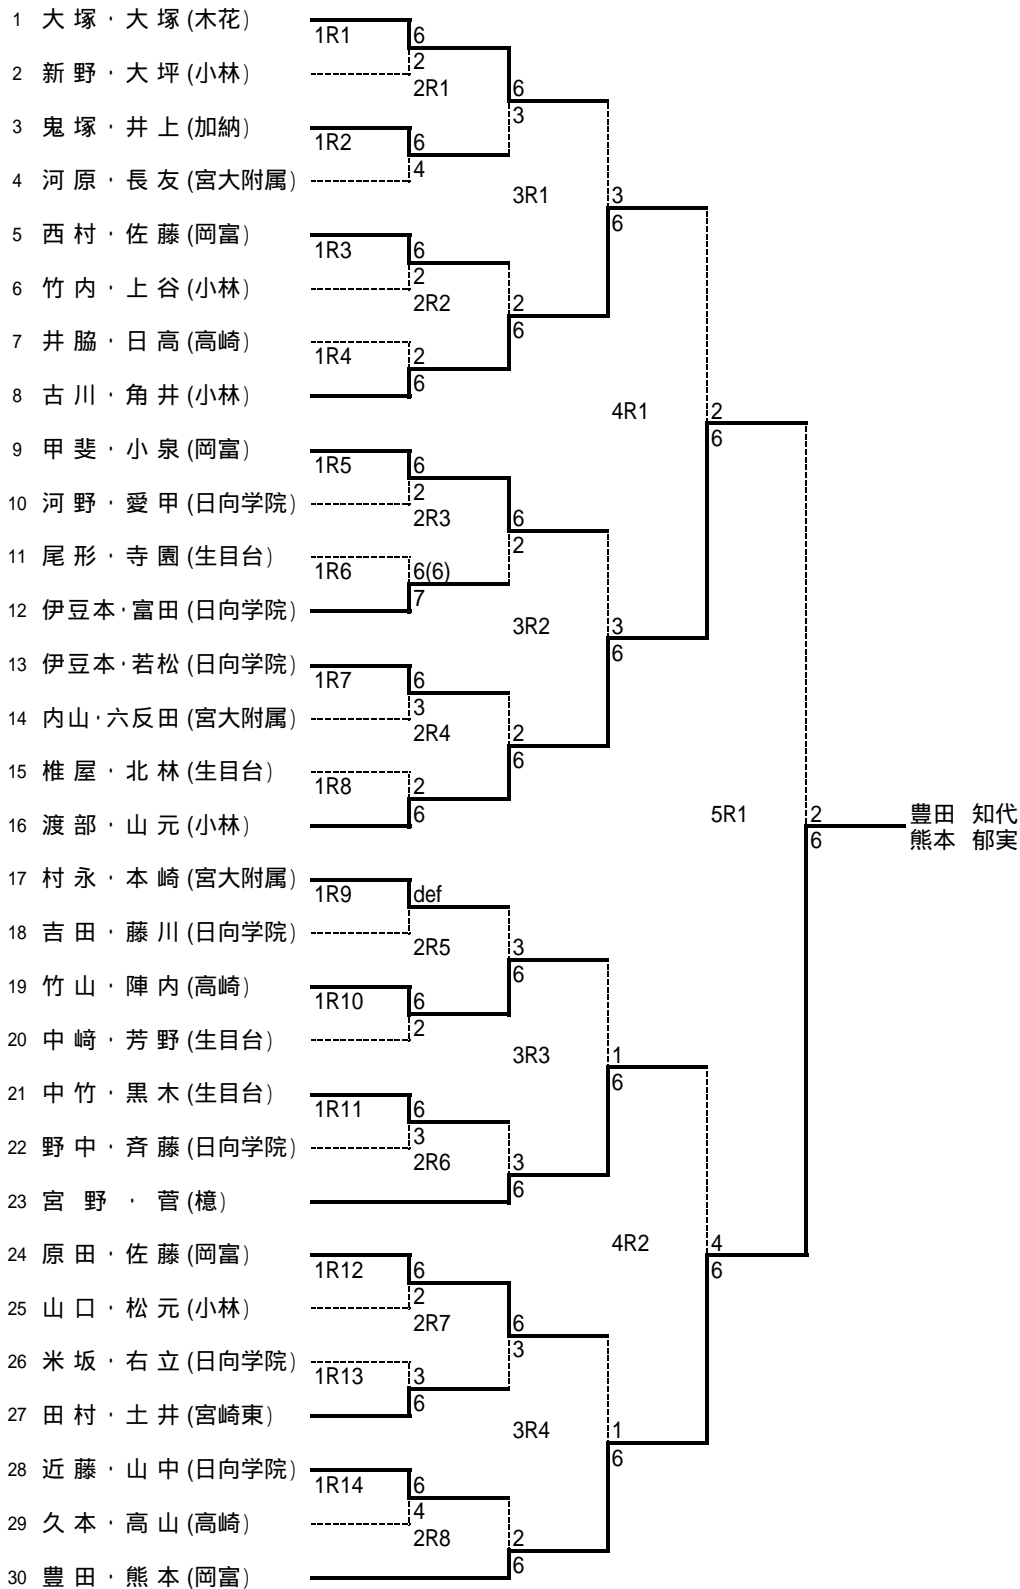 1 大塚・大塚(木花)
1R1 6
2
2 新野・大坪(小林)
2R1 6
3
3 鬼塚・井上(加納)
1R2 6
4
4 河原・長友(宮大附属)
3R1 3
6
5 西村・佐藤(岡富)
1R3 6
2
6 竹内・上谷(小林)
2R2 2
6
7 井脇・日高(高崎)
1R4 2
6
8 古川・角井(小林)
4R1 2
6
9 甲斐・小泉(岡富)
1R5 6
2
10 河野・愛甲(日向学院)
2R3 6
2
11 尾形・寺園(生目台)
1R6 6(6)
7
12 伊豆本・富田(日向学院)
3R2 3
6
13 伊豆本・若松(日向学院)
1R7 6
3
14 内山・六反田(宮大附属)
2R4 2
6
15 椎屋・北林(生目台)
1R8 2
6
16 渡部・山元(小林)
5R1 2
6
豊田 知代
熊本 郁実
17 村永・本崎(宮大附属)
1R9 def
18 吉田・藤川(日向学院)
2R5 3
6
19 竹山・陣内(高崎)
1R10 6
2
20 中﨑・芳野(生目台)
3R3 1
6
21 中竹・黒木(生目台)
1R11 6
3
22 野中・斉藤(日向学院)
2R6 3
6
23 宮野・菅(檍)
4R2 4
6
24 原田・佐藤(岡富)
1R12 6
2
25 山口・松元(小林)
2R7 6
3
26 米坂・右立(日向学院)
1R13 3
6
27 田村・土井(宮崎東)
3R4 1
6
28 近藤・山中(日向学院)
1R14 6
4
29 久本・高山(高崎)
2R8 2
6
30 豊田・熊本(岡富)